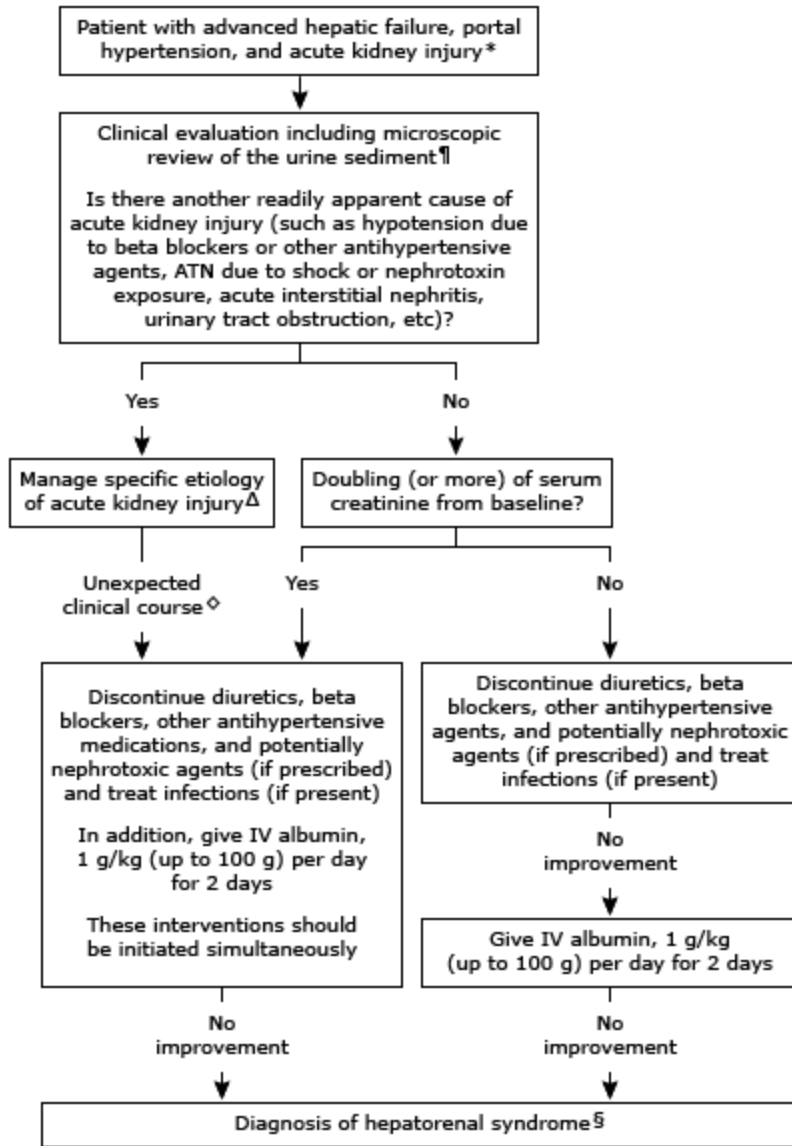 Patient with advanced hepatic failure, portal
hypertension, and acute kidney injury*
Clinical evaluation including microscopic
review of the urine sediment¶
Is there another readily apparent cause of
acute kidney injury (such as hypotension due
to beta blockers or other antihypertensive
agents, ATN due to shock or nephrotoxin
exposure, acute interstitial nephritis,
urinary tract obstruction, etc)?
Yes
No
Manage specific etiology
of acute kidney injuryΔ
Doubling (or more) of serum
creatinine from baseline?
Unexpected
clinical course◇
Yes
No
Discontinue diuretics, beta
blockers, other antihypertensive
medications, and potentially
nephrotoxic agents (if prescribed)
and treat infections (if present)
In addition, give IV albumin,
1 g/kg (up to 100 g) per day
for 2 days
These interventions should
be initiated simultaneously
Discontinue diuretics, beta
blockers, other antihypertensive
agents, and potentially nephrotoxic
agents (if prescribed) and treat
infections (if present)
No
improvement
Give IV albumin, 1 g/kg
(up to 100 g) per day for 2 days
No
improvement
No
improvement
Diagnosis of hepatorenal syndrome§